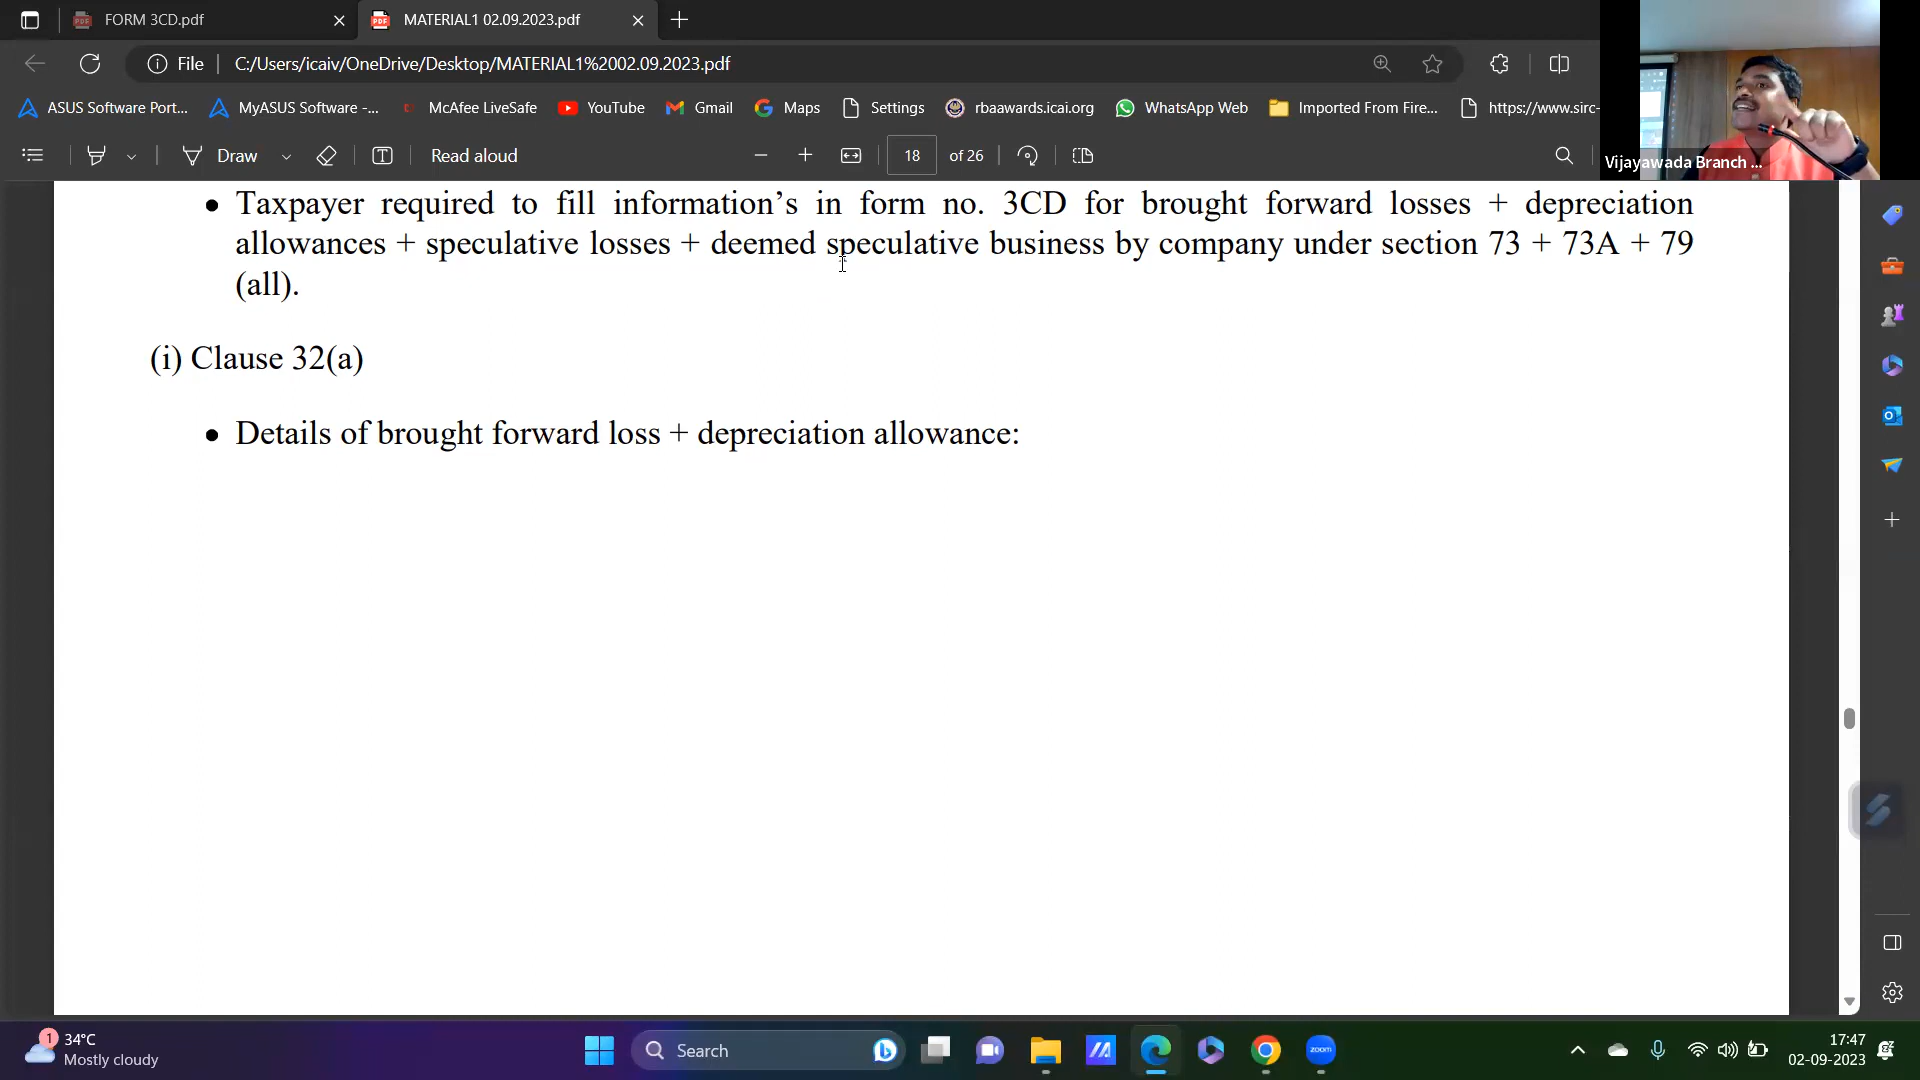 FORM 3CD.pdf
MATERIAL1 02.09.2023.pdf
File
C:/Users/icaiv/OneDrive/Desktop/MATERIAL1%2002.09.2023.pdf
ASUS Software Port...
MyASUS Software -...
McAfee LiveSafe
YouTube
Gmail
Maps
Settings
rbaawards.icai.org
WhatsApp Web
Imported From Fire...
https://www.sirc-
Draw
Read aloud
18
of 26
Vijayawada Branch ...
• Taxpayer required to fill information’s in form no. 3CD for brought forward losses + depreciation
allowances + speculative losses + deemed speculative business by company under section 73 + 73A + 79
(all).
(i) Clause 32(a)
• Details of brought forward loss + depreciation allowance:
1
34°C
Mostly cloudy
Search
zoom
17:47
02-09-2023